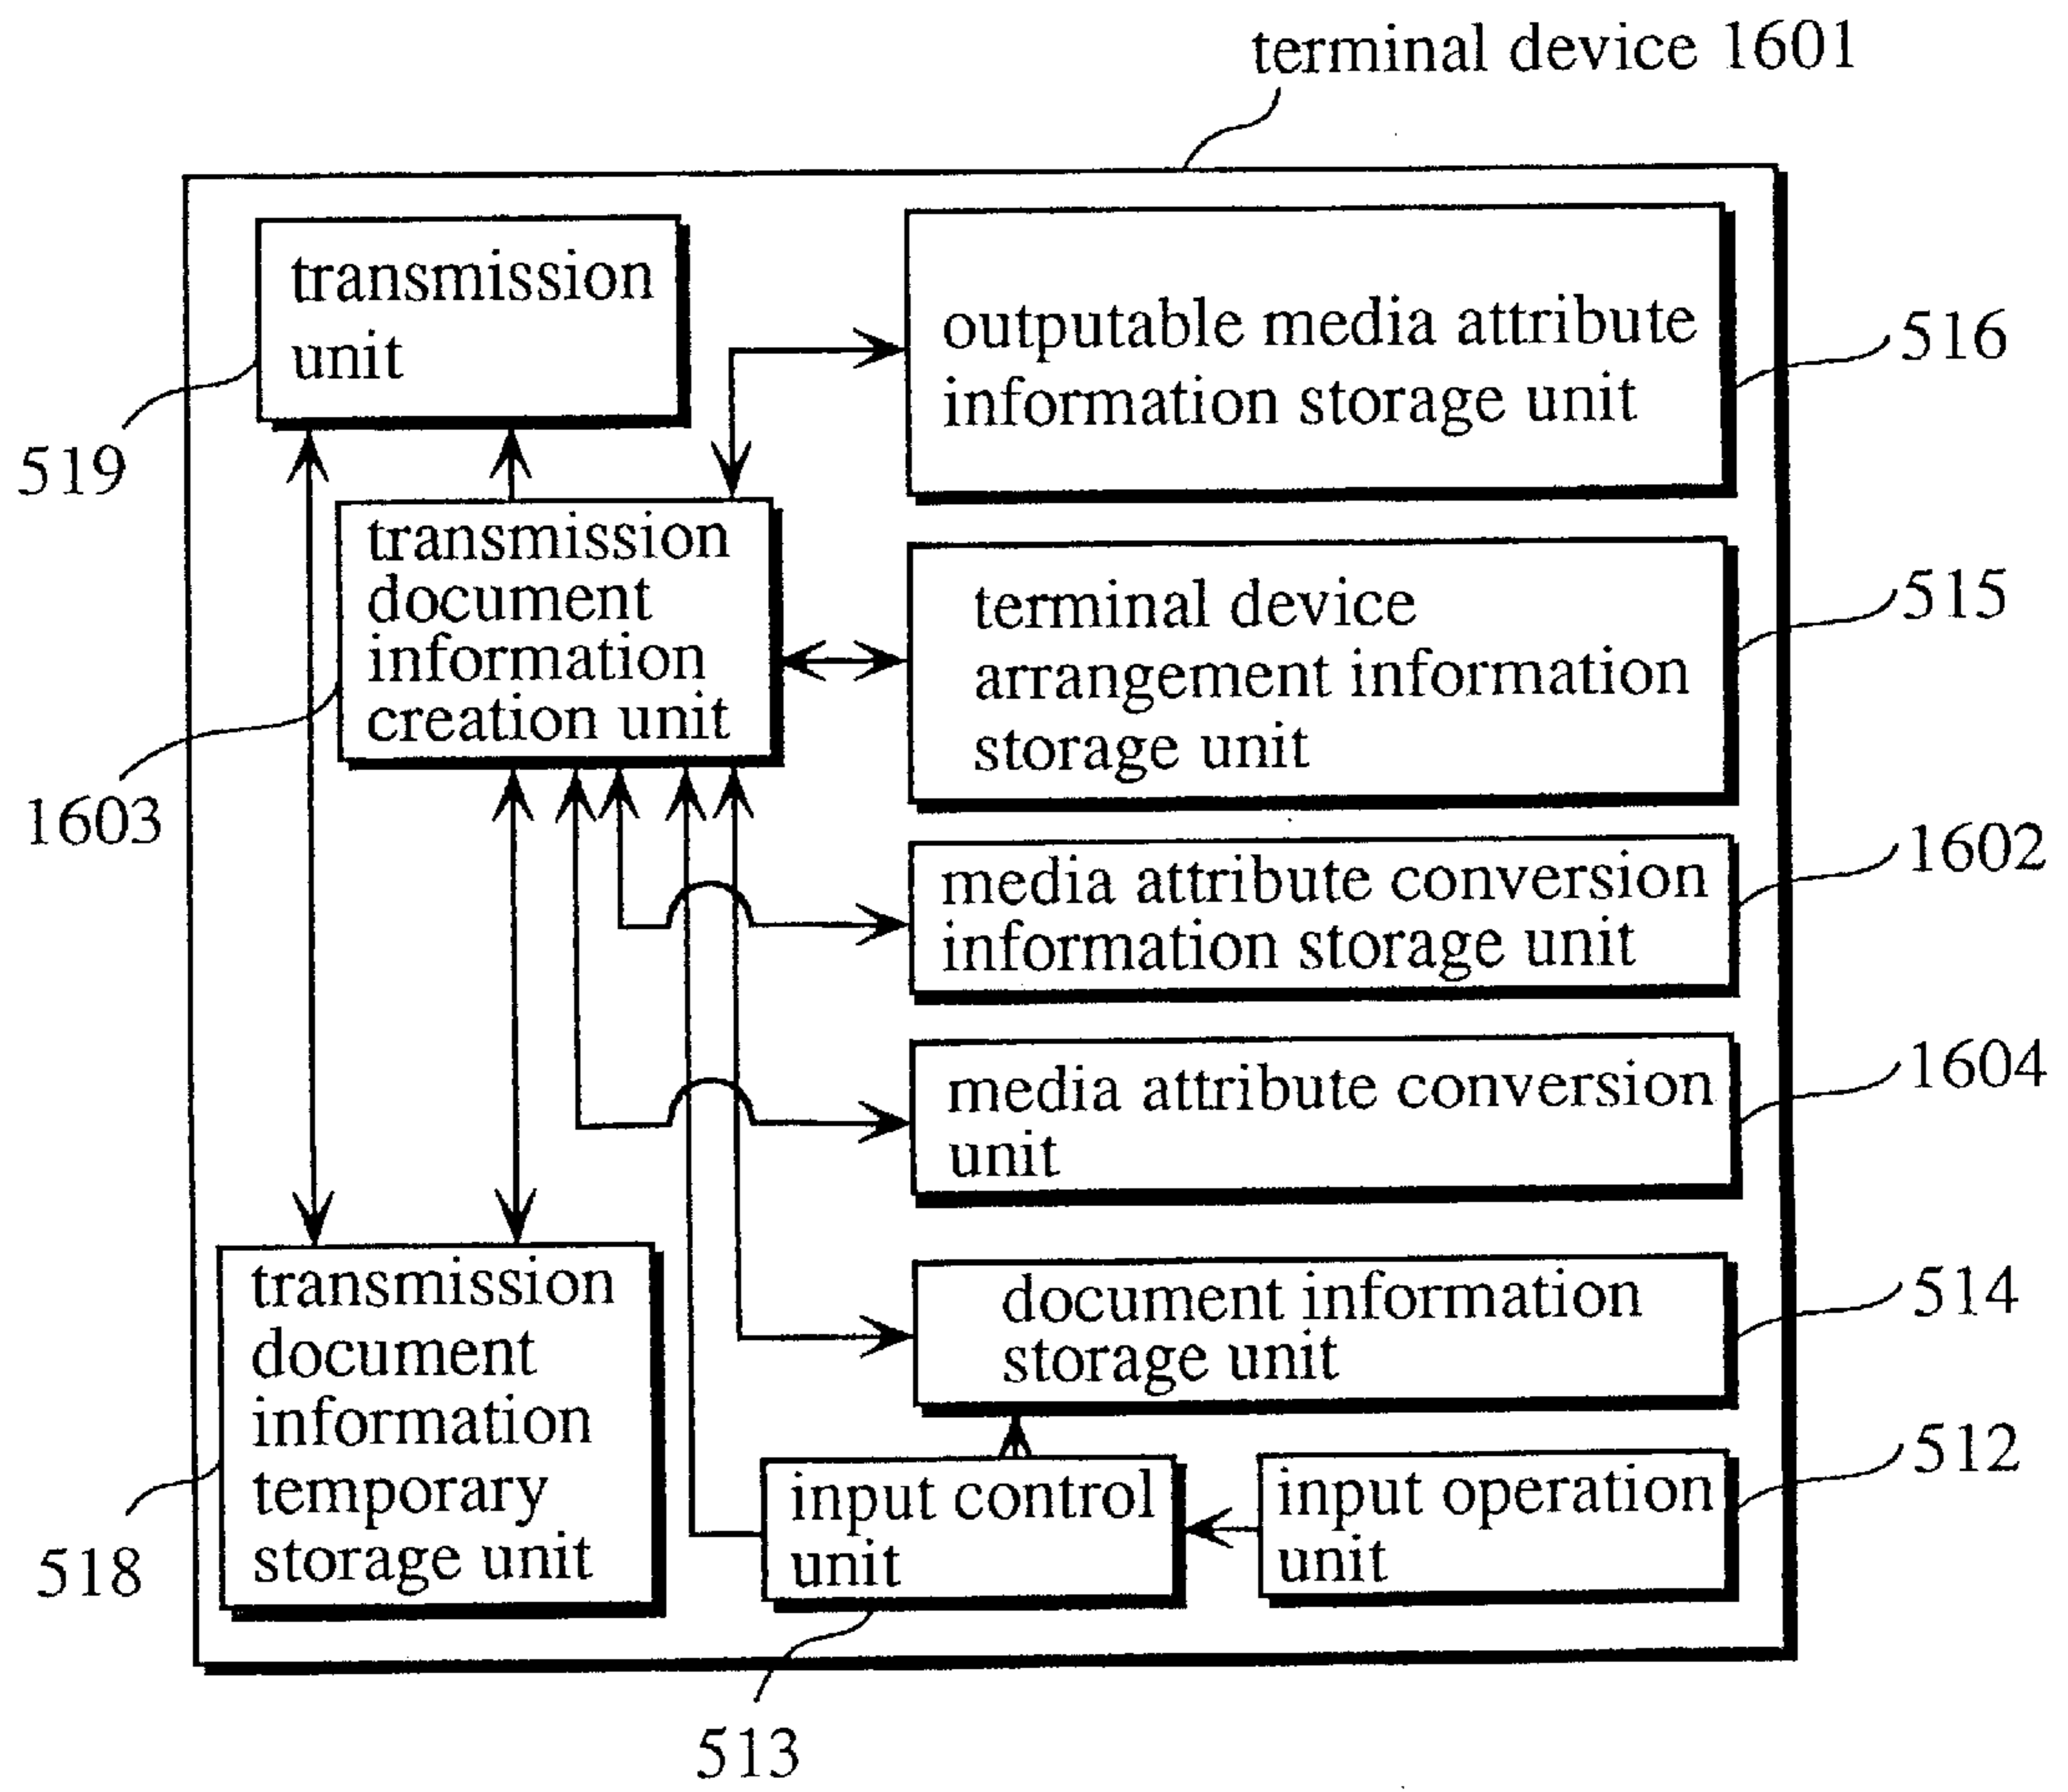 terminal device 1601
transmission
unit
519
outputable media attribute
information storage unit
516
transmission
document
information
creation unit
1603
terminal device
arrangement information
storage unit
515
media attribute conversion
information storage unit
1602
media attribute conversion
unit
1604
transmission
document
information
temporary
storage unit
518
document information
storage unit
514
input control
unit
513
input operation
unit
512